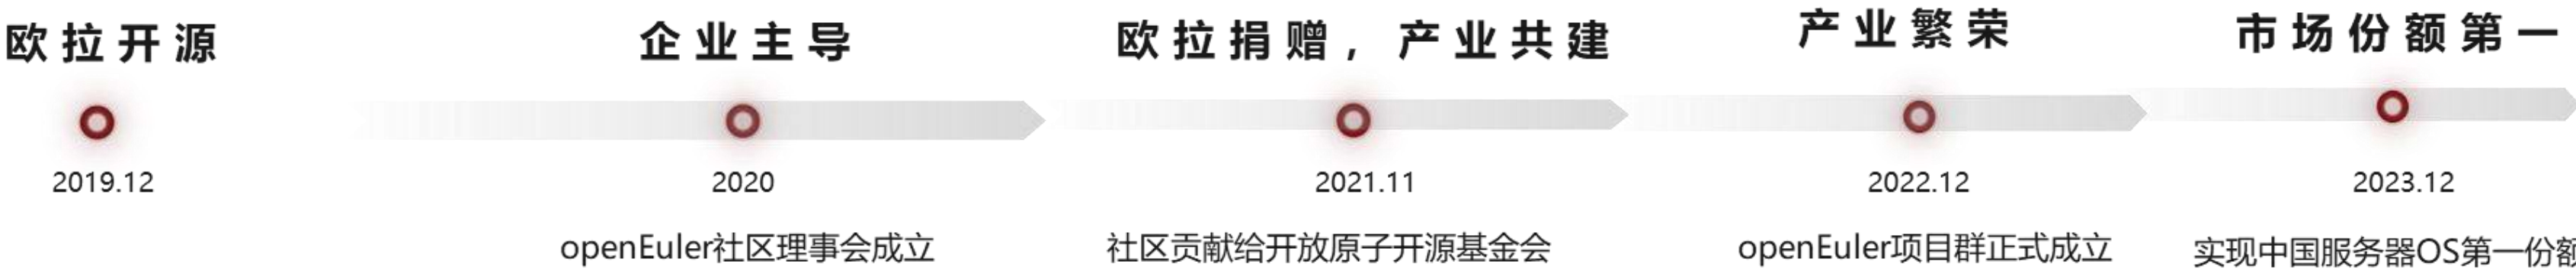 欧拉开源
企业主导
欧拉捐赠，产业共建
产业繁荣
市场份额第一
2019.12
2020
2021.11
2022.12
2023.12
openEuler社区理事会成立
社区贡献给开放原子开源基金会
openEuler项目群正式成立
实现中国服务器OS第一份额